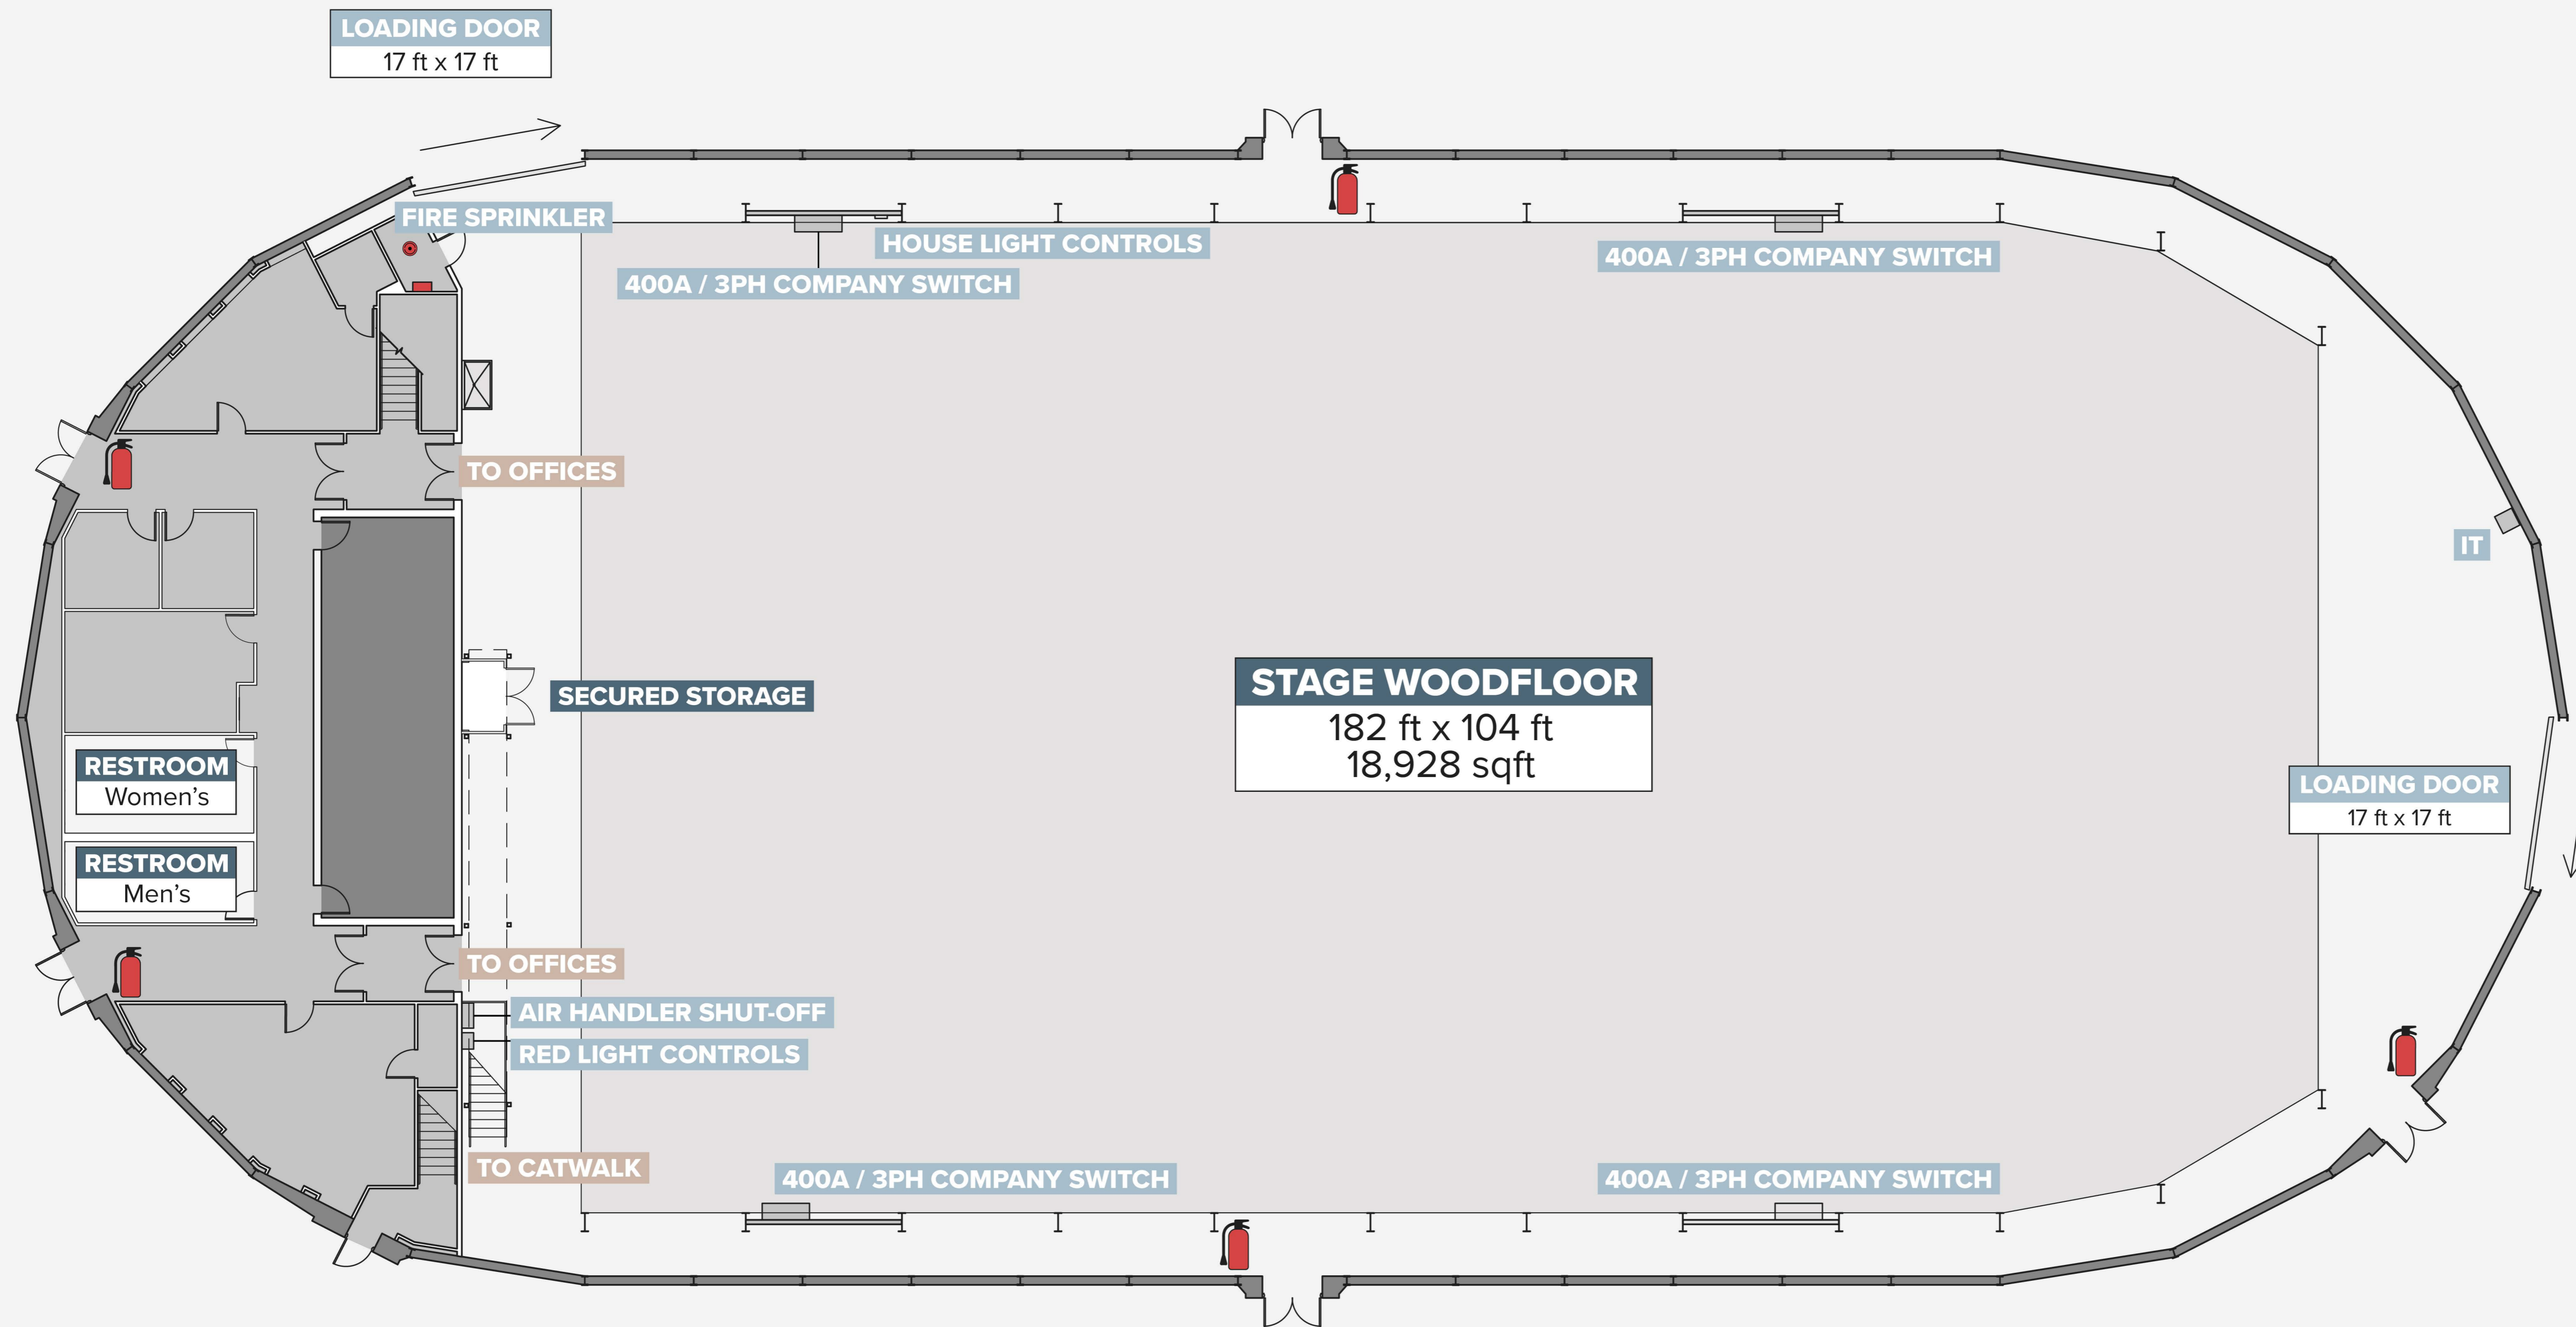 LOADING DOOR
17 ft x 17 ft
FIRE SPRINKLER
HOUSE LIGHT CONTROLS
400A / 3PH COMPANY SWITCH
400A / 3PH COMPANY SWITCH
TO OFFICES
IT
SECURED STORAGE
STAGE WOODFLOOR
182 ft x 104 ft
18,928 sqft
RESTROOM
Women's
LOADING DOOR
17 ft x 17 ft
RESTROOM
Men's
TO OFFICES
AIR HANDLER SHUT-OFF
RED LIGHT CONTROLS
TO CATWALK
400A / 3PH COMPANY SWITCH
400A / 3PH COMPANY SWITCH